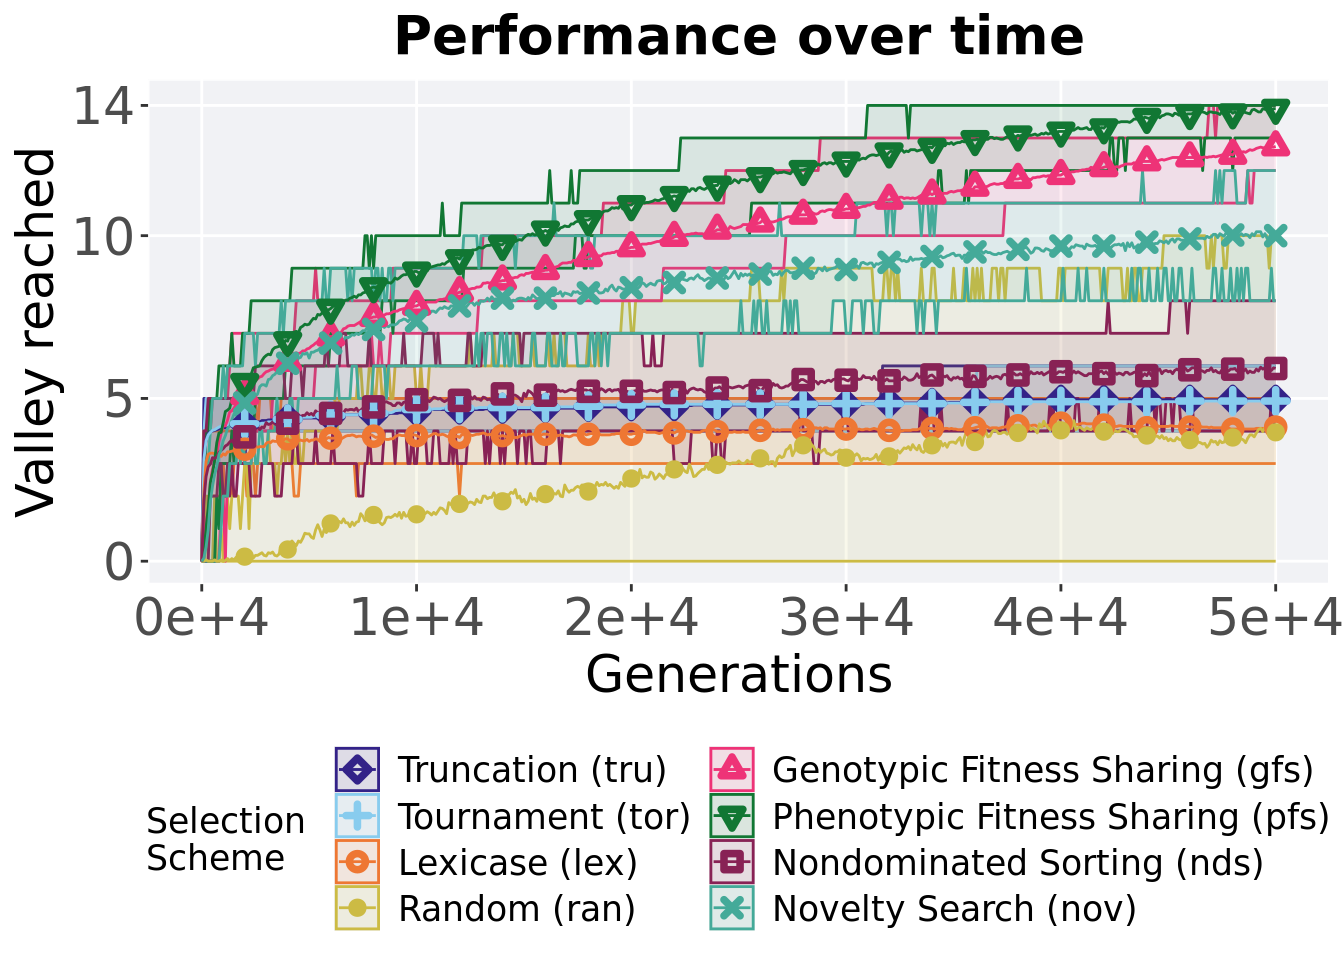 Performance over time
Valley reached
14
10
5
0
0e+4 1e+4 2e+4 3e+4 4e+4 5e+4
Generations
Selection
Scheme
Truncation (tru)
Tournament (tor)
Lexicase (lex)
Random (ran)
Genotypic Fitness Sharing (gfs)
Phenotypic Fitness Sharing (pfs)
Nondominated Sorting (nds)
Novelty Search (nov)